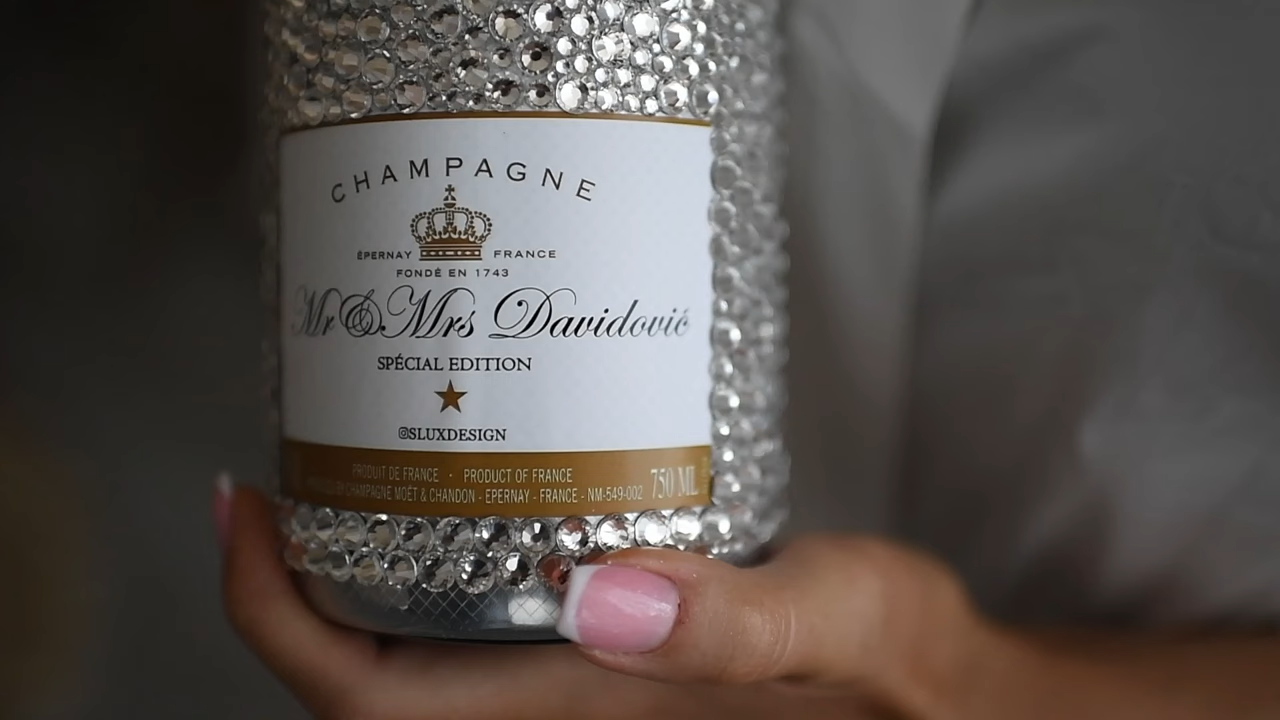 CHAMPAGNE
ÉPERNAY FRANCE
FONDÉ EN 1743
Mr & Mrs Davidović
SPÉCIAL EDITION
@SLUXDESIGN
PRODUIT DE FRANCE - PRODUCT OF FRANCE
CHAMPAGNE MOËT & CHANDON - EPERNAY - FRANCE - NM-549-002 750 ML